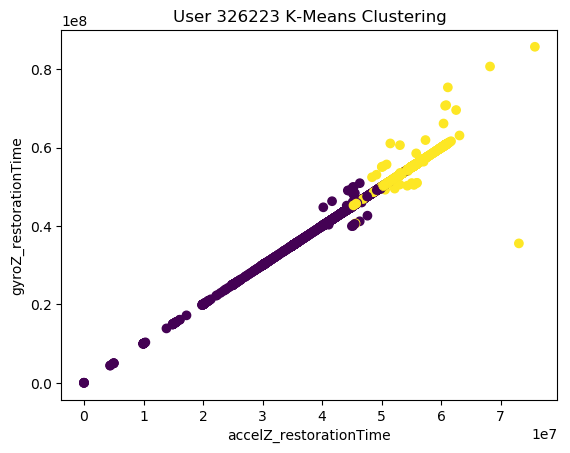 User 326223 K-Means Clustering
1e8
0.8
0.6
0.4
0.2
0.0
gyroZ_restorationTime
0 1 2 3 4 5 6 7
1e7
accelZ_restorationTime